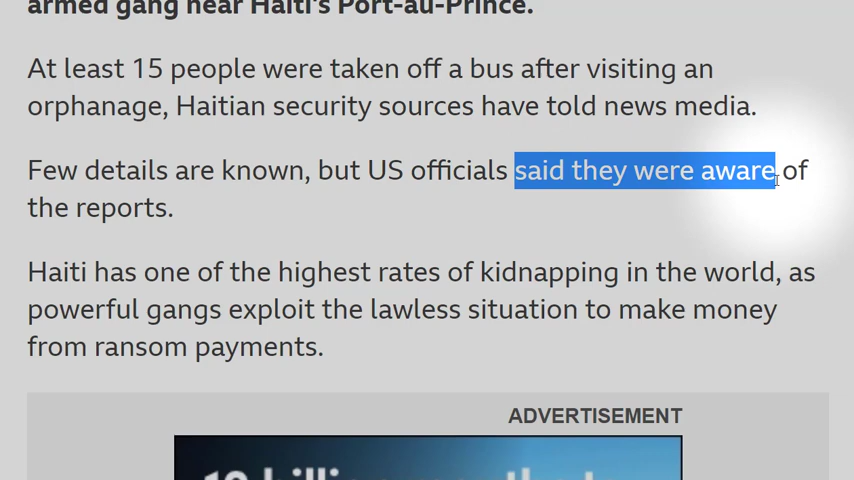 armed gang near Haiti's Port-au-Prince.
At least 15 people were taken off a bus after visiting an
orphanage, Haitian security sources have told news media.
Few details are known, but US officials said they were aware of
the reports.
Haiti has one of the highest rates of kidnapping in the world, as
powerful gangs exploit the lawless situation to make money
from ransom payments.
ADVERTISEMENT